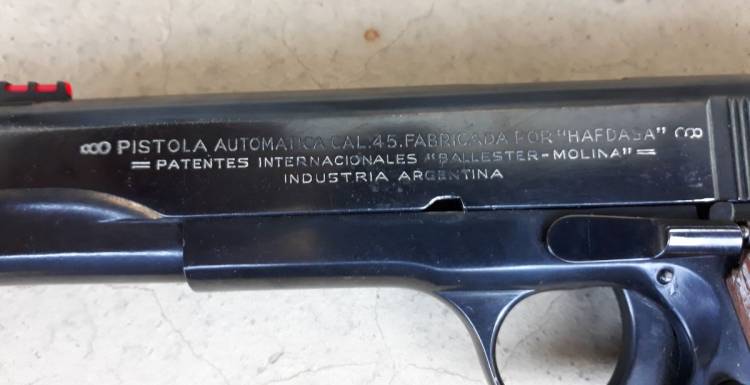 PISTOLA AUTOMATICA CAL.45.FABRICADA POR "HAFDASA"
= PATENTES INTERNACIONALES "BALLESTER-MOLINA" =
INDUSTRIA ARGENTINA